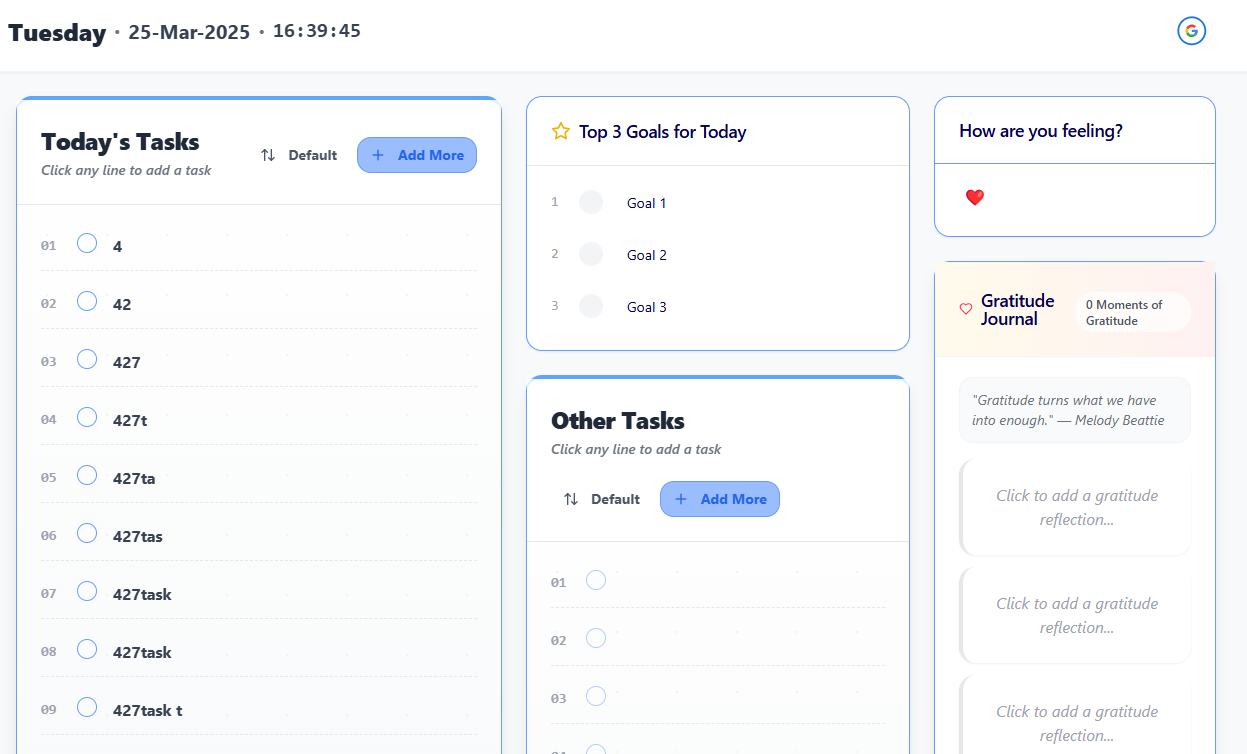 Tuesday · 25-Mar-2025 · 16:39:45
Today's Tasks
Click any line to add a task
Default
+ Add More
01 4
02 42
03 427
04 427t
05 427ta
06 427tas
07 427task
08 427task
09 427task t
Top 3 Goals for Today
1 Goal 1
2 Goal 2
3 Goal 3
Other Tasks
Click any line to add a task
Default
+ Add More
01
02
03
How are you feeling?
Gratitude
Journal
0 Moments of
Gratitude
"Gratitude turns what we have
into enough." — Melody Beattie
Click to add a gratitude
reflection...
Click to add a gratitude
reflection...
Click to add a gratitude
reflection...